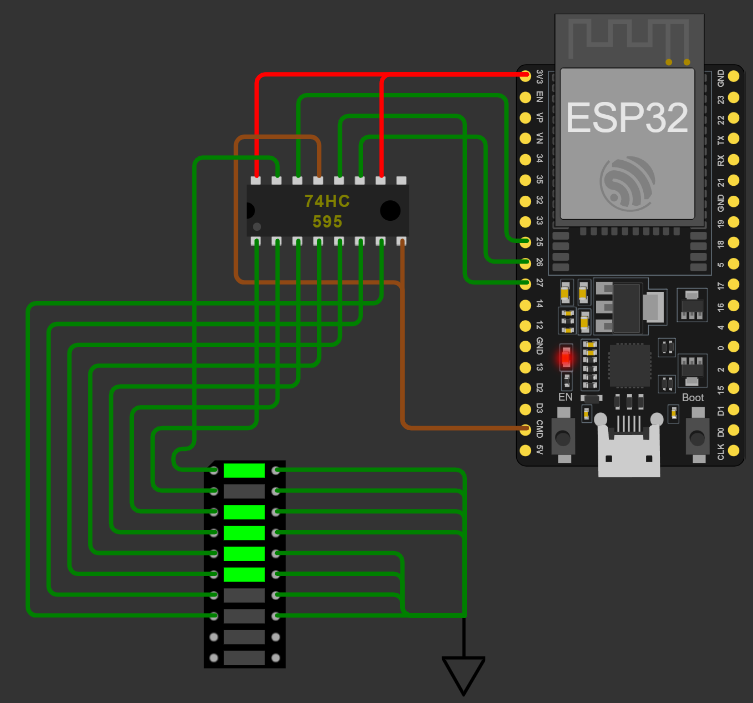 ESP32
3V3
EN
VP
VN
34
35
32
33
25
26
27
14
12
GND
13
D2
D3
CMD
5V
GND
23
22
TX
RX
21
GND
19
18
5
17
16
4
0
2
15
D1
D0
CLK
74HC
595
EN
Boot